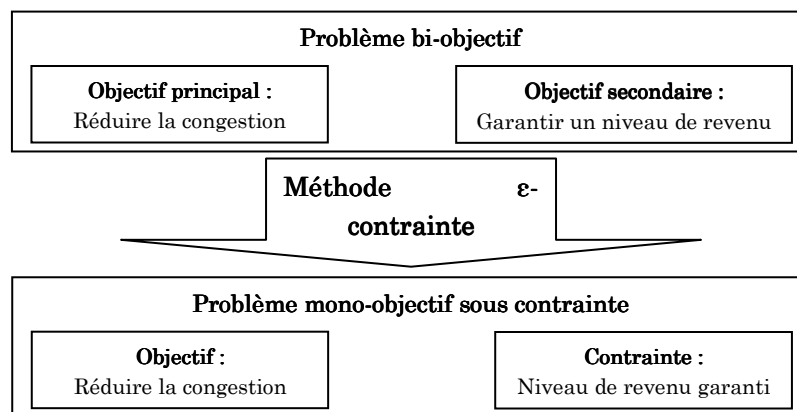 Problème bi-objectif
Objectif principal :
Réduire la congestion
Objectif secondaire :
Garantir un niveau de revenu
Méthode ε-
contrainte
Problème mono-objectif sous contrainte
Objectif :
Réduire la congestion
Contrainte :
Niveau de revenu garanti